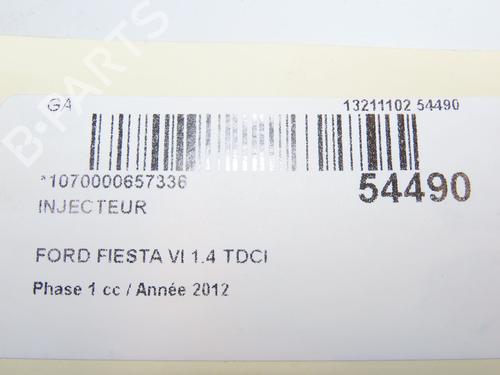 GA
13211102 54490
*1070000657336
54490
INJECTEUR
FORD FIESTA VI 1.4 TDCI
Phase 1 cc / Année 2012
B-PARTS